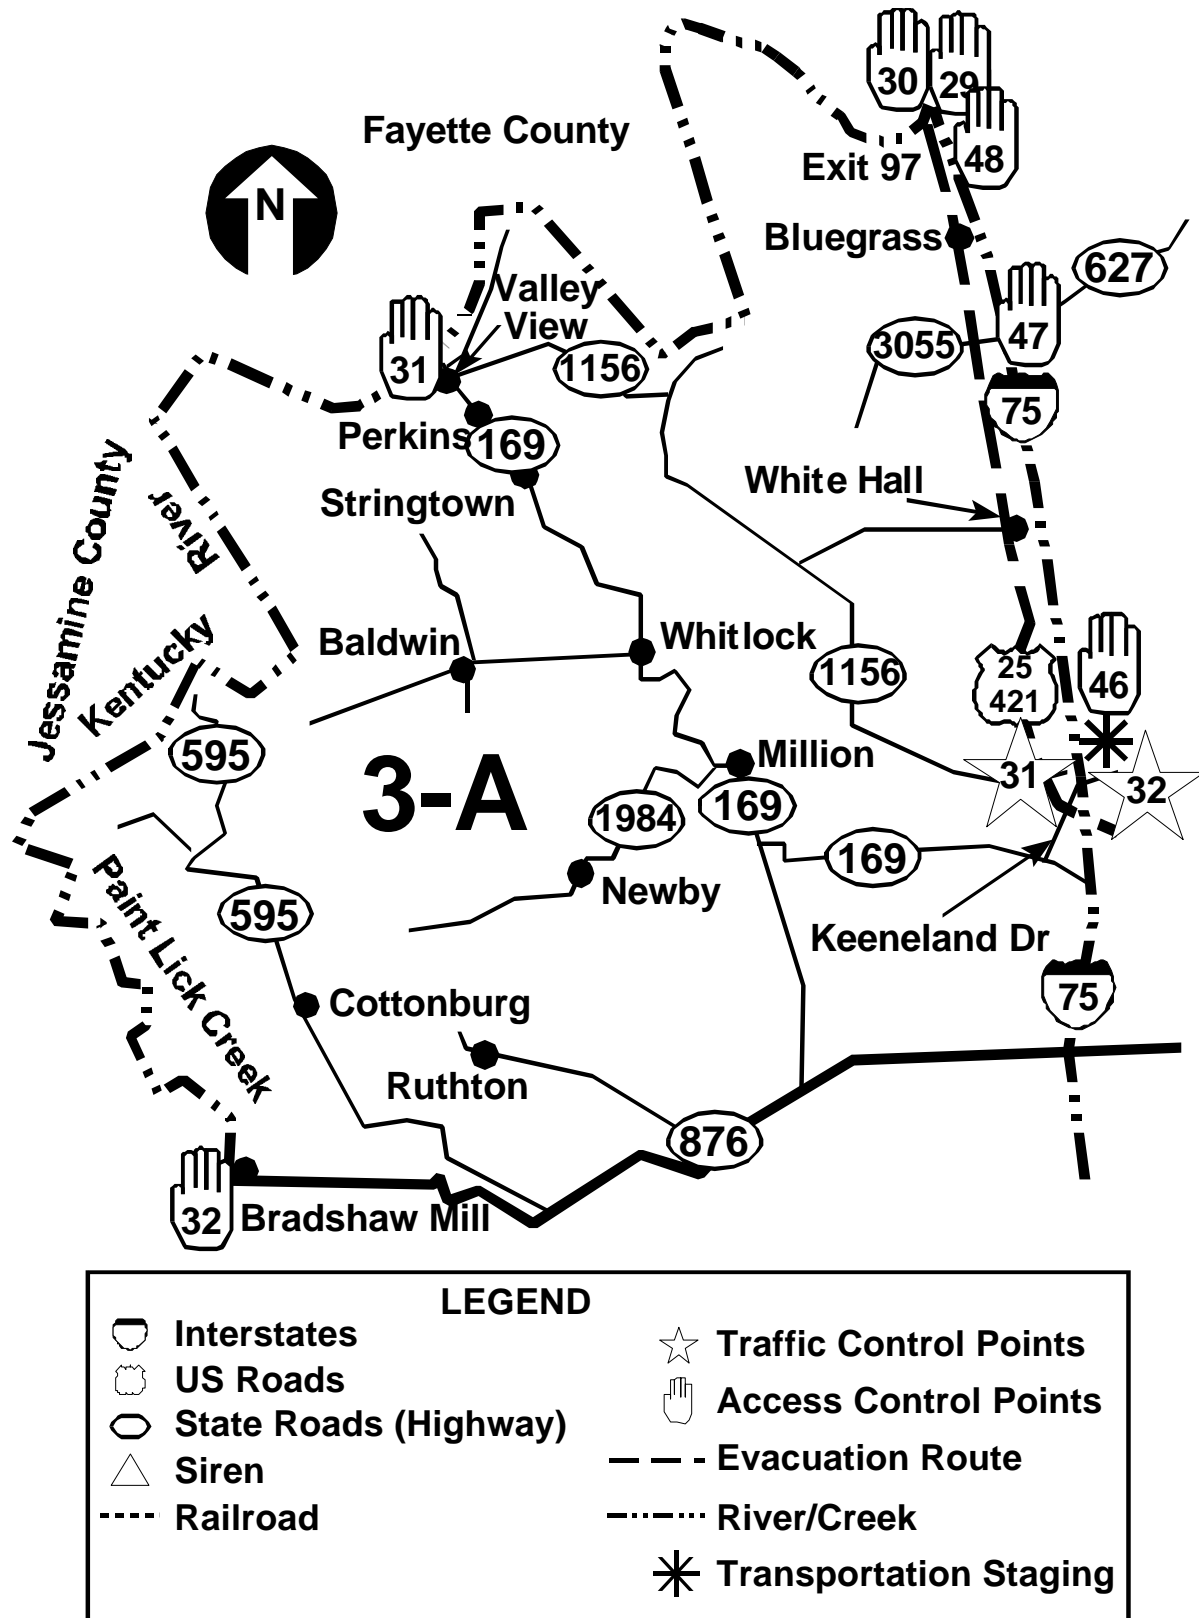 30
29
48
Fayette County
Exit 97
N
Bluegrass
627
Valley
View
47
3055
31
1156
75
Perkins
169
White Hall
Stringtown
Jessamine County
River
Kentucky
Baldwin
Whitlock
1156
25
421
46
595
3-A
Million
31
32
1984
169
169
Paint Lick Creek
595
Newby
Keeneland Dr
75
Cottonburg
Ruthton
876
32
Bradshaw Mill
LEGEND
Interstates
US Roads
State Roads (Highway)
Siren
Railroad
Traffic Control Points
Access Control Points
Evacuation Route
River/Creek
Transportation Staging